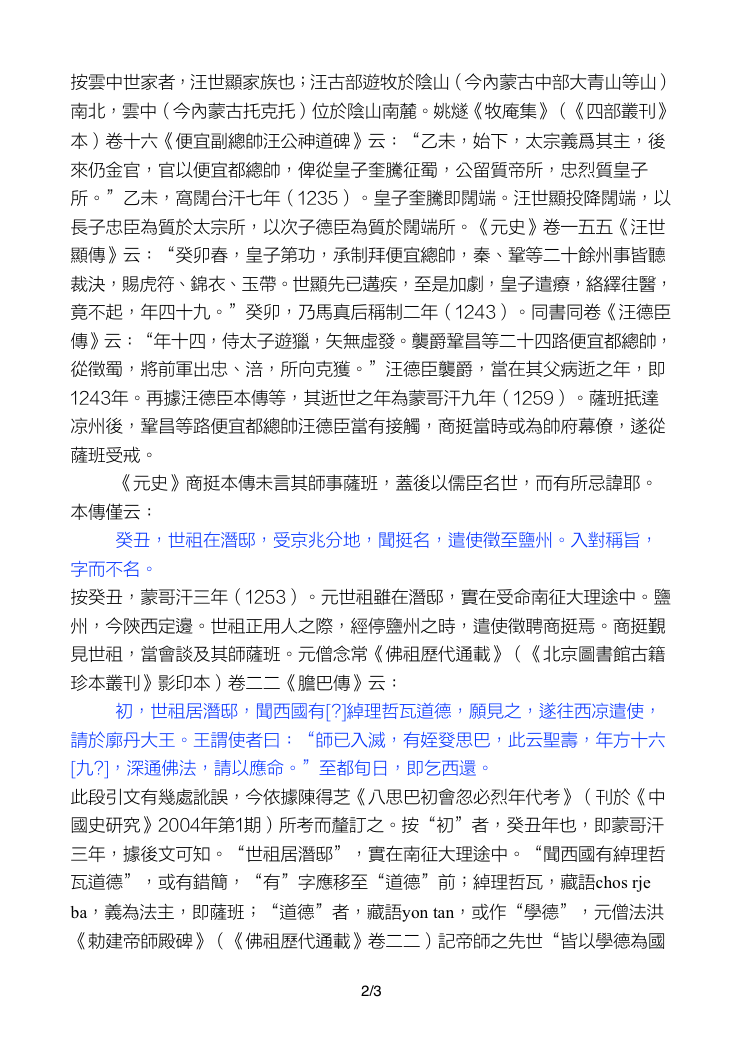 按雲中世家者，汪世顯家族也；汪古部遊牧於陰山（今內蒙古中部大青山等山）
南北，雲中（今內蒙古托克托）位於陰山南麓。姚燧《牧庵集》（《四部叢刊》
本）卷十六《便宜副總帥汪公神道碑》云：“乙未，始下，太宗義爲其主，後
來仍金官，官以便宜都總帥，俾從皇子奎騰征蜀，公留質帝所，忠烈質皇子
所。”乙未，窩闊台汗七年（1235）。皇子奎騰即闊端。汪世顯投降闊端，以
長子忠臣為質於太宗所，以次子德臣為質於闊端所。《元史》卷一五五《汪世
顯傳》云：“癸卯春，皇子第功，承制拜便宜總帥，秦、鞏等二十餘州事皆聽
裁決，賜虎符、錦衣、玉帶。世顯先已遘疾，至是加劇，皇子遣療，絡繹往醫，
竟不起，年四十九。”癸卯，乃馬真后稱制二年（1243）。同書同卷《汪德臣
傳》云：“年十四，侍太子遊獵，矢無虛發。襲爵鞏昌等二十四路便宜都總帥，
從徵蜀，將前軍出忠、涪，所向克獲。”汪德臣襲爵，當在其父病逝之年，即
1243年。再據汪德臣本傳等，其逝世之年為蒙哥汗九年（1259）。薩班抵達
凉州後，鞏昌等路便宜都總帥汪德臣當有接觸，商挺當時或為帥府幕僚，遂從
薩班受戒。
《元史》商挺本傳未言其師事薩班，蓋後以儒臣名世，而有所忌諱耶。
本傳僅云：
癸丑，世祖在潛邸，受京兆分地，聞挺名，遣使徵至鹽州。入對稱旨，
字而不名。
按癸丑，蒙哥汗三年（1253）。元世祖雖在潛邸，實在受命南征大理途中。鹽
州，今陝西定邊。世祖正用人之際，經停鹽州之時，遣使徵聘商挺焉。商挺覲
見世祖，當會談及其師薩班。元僧念常《佛祖歷代通載》（《北京圖書館古籍
珍本叢刊》影印本）卷二二《膽巴傳》云：
初，世祖居潛邸，聞西國有[?]綽理哲瓦道德，願見之，遂往西凉遣使，
請於廓丹大王。王謂使者曰：“師已入滅，有姪癹思巴，此云聖壽，年方十六
[九?]，深通佛法，請以應命。”至都旬日，即乞西還。
此段引文有幾處訛誤，今依據陳得芝《八思巴初會忽必烈年代考》（刊於《中
國史研究》2004年第1期）所考而釐訂之。按“初”者，癸丑年也，即蒙哥汗
三年，據後文可知。“世祖居潛邸”，實在南征大理途中。“聞西國有綽理哲
瓦道德”，或有錯簡，“有”字應移至“道德”前；綽理哲瓦，藏語chos rje
ba，義為法主，即薩班；“道德”者，藏語yon tan，或作“學德”，元僧法洪
《勅建帝師殿碑》（《佛祖歷代通載》卷二二）記帝師之先世“皆以學德為國
2/3